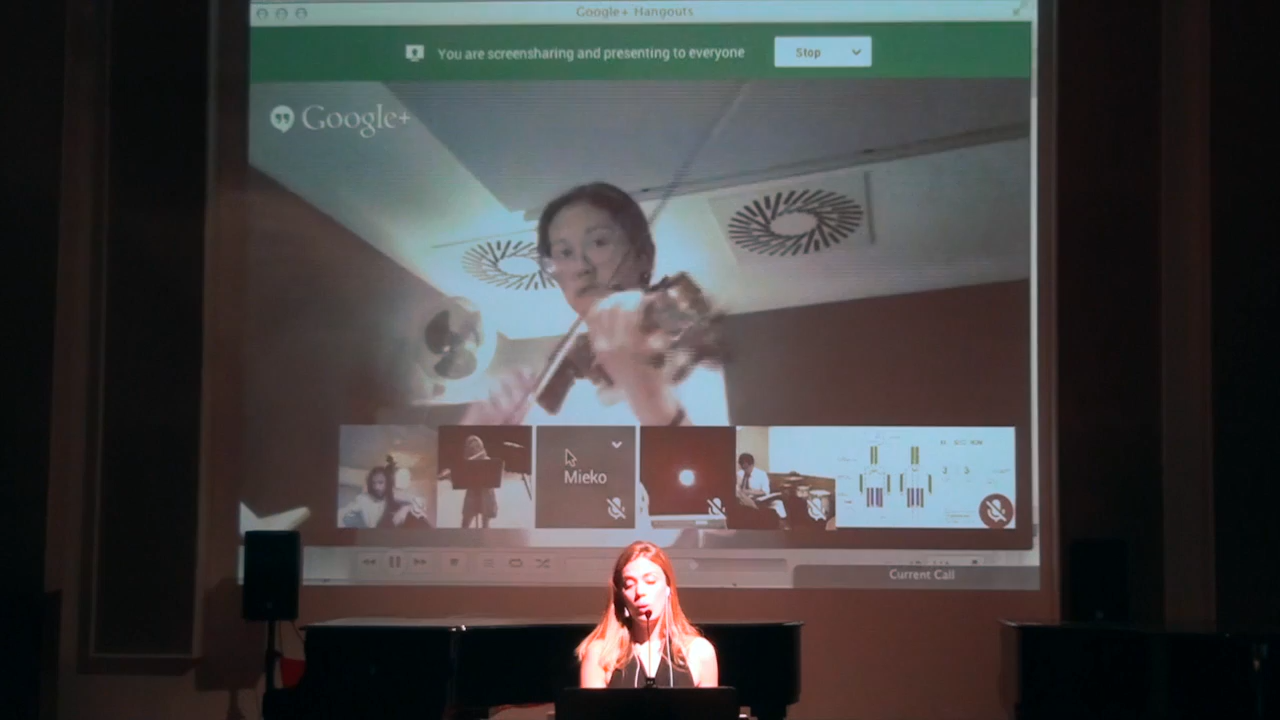 Google+ Hangouts
You are screensharing and presenting to everyone
Stop
Google+
Mieko
Current Call